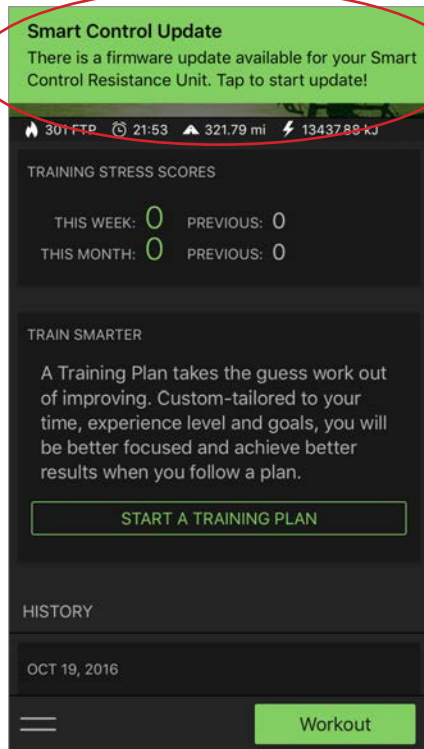 Smart Control Update
There is a firmware update available for your Smart
Control Resistance Unit. Tap to start update!
301 FTP 21:53 321.79 mi 13437.88 kJ
TRAINING STRESS SCORES
THIS WEEK: 0 PREVIOUS: 0
THIS MONTH: 0 PREVIOUS: 0
TRAIN SMARTER
A Training Plan takes the guess work out
of improving. Custom-tailored to your
time, experience level and goals, you will
be better focused and achieve better
results when you follow a plan.
START A TRAINING PLAN
HISTORY
OCT 19, 2016
Workout